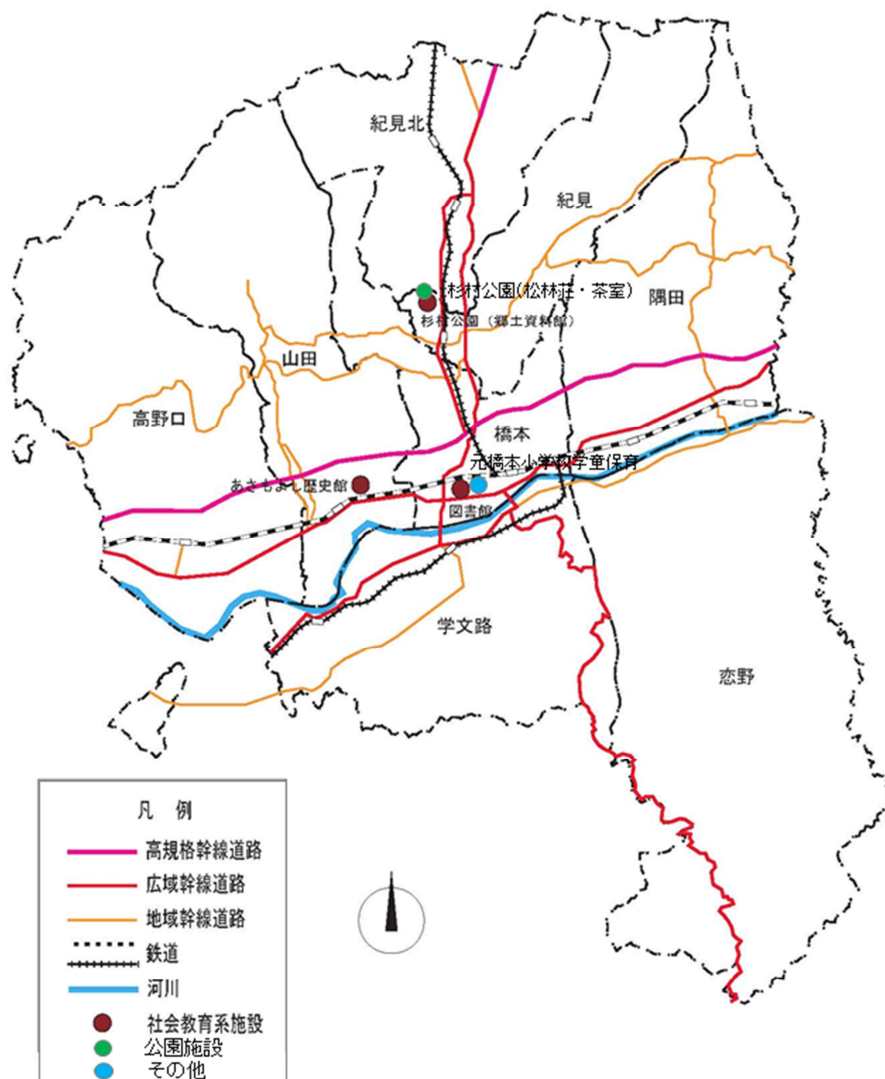 紀見北
紀見
杉村公園(松林荘・茶室)
隅田
杉村公園（郷土資料館）
山田
高野口
橋本
元橋本小学校学童保育
あさもよし歴史館
図書館
学文路
恋野
凡 例
高規格幹線道路
広域幹線道路
地域幹線道路
鉄道
河川
社会教育系施設
公園施設
その他